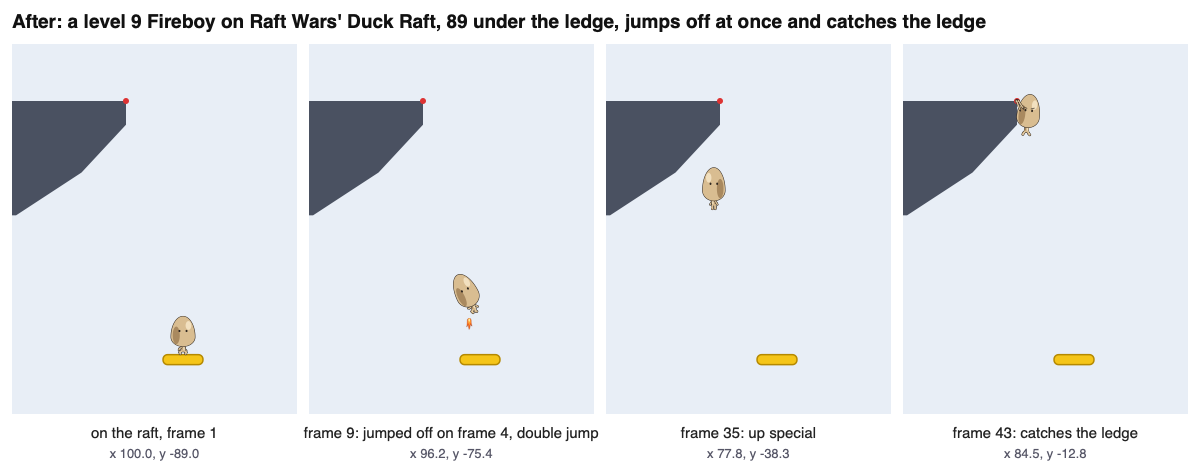 After: a level 9 Fireboy on Raft Wars' Duck Raft, 89 under the ledge, jumps off at once and catches the ledge
on the raft, frame 1
x 100.0, y -89.0
frame 9: jumped off on frame 4, double jump
x 96.2, y -75.4
frame 35: up special
x 77.8, y -38.3
frame 43: catches the ledge
x 84.5, y -12.8